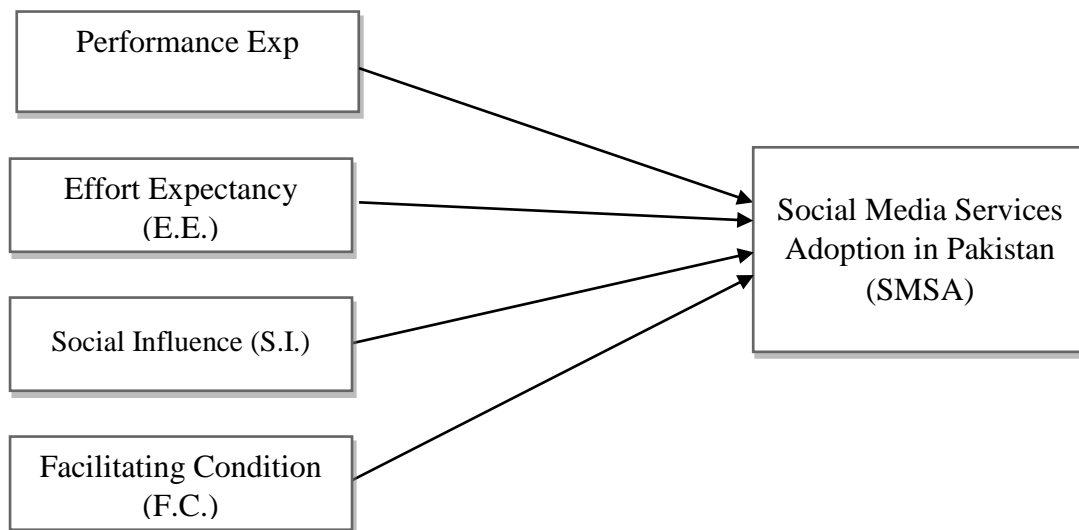 Performance Exp
Effort Expectancy
(E.E.)
Social Influence (S.I.)
Facilitating Condition
(F.C.)
Social Media Services
Adoption in Pakistan
(SMSA)